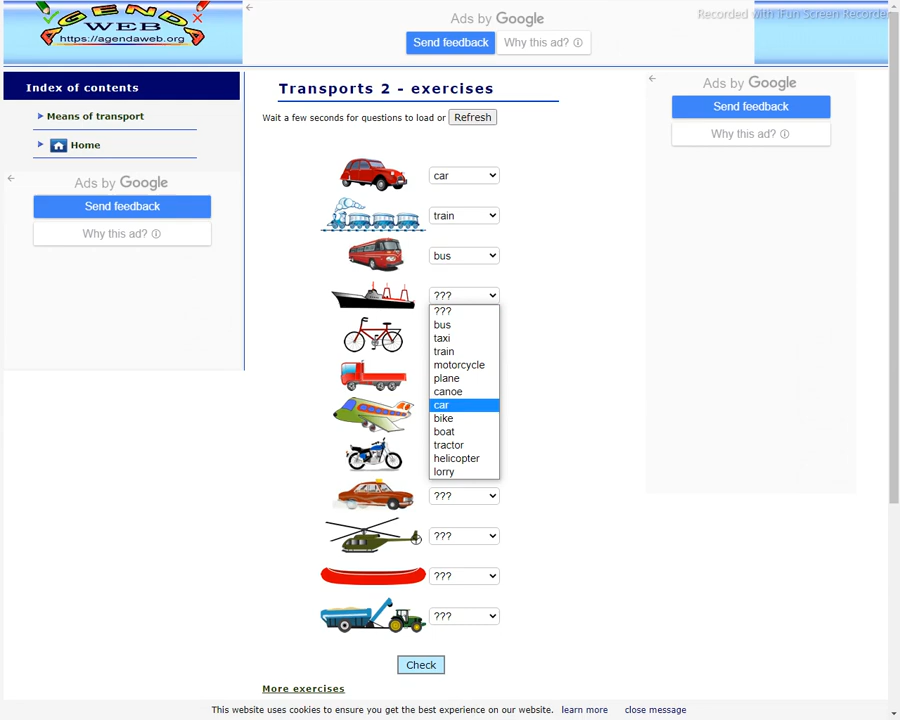 GENDA
WEB
https://agendaweb.org
Ads by Google
Send feedback
Why this ad?
Recorded with iFun Screen Recorder
Index of contents
Means of transport
Home
Ads by Google
Send feedback
Why this ad?
Transports 2 - exercises
Wait a few seconds for questions to load or Refresh
car
train
bus
???
???
bus
taxi
train
motorcycle
plane
canoe
car
bike
boat
tractor
helicopter
lorry
???
???
???
???
Check
More exercises
Ads by Google
Send feedback
Why this ad?
This website uses cookies to ensure you get the best experience on our website. learn more close message